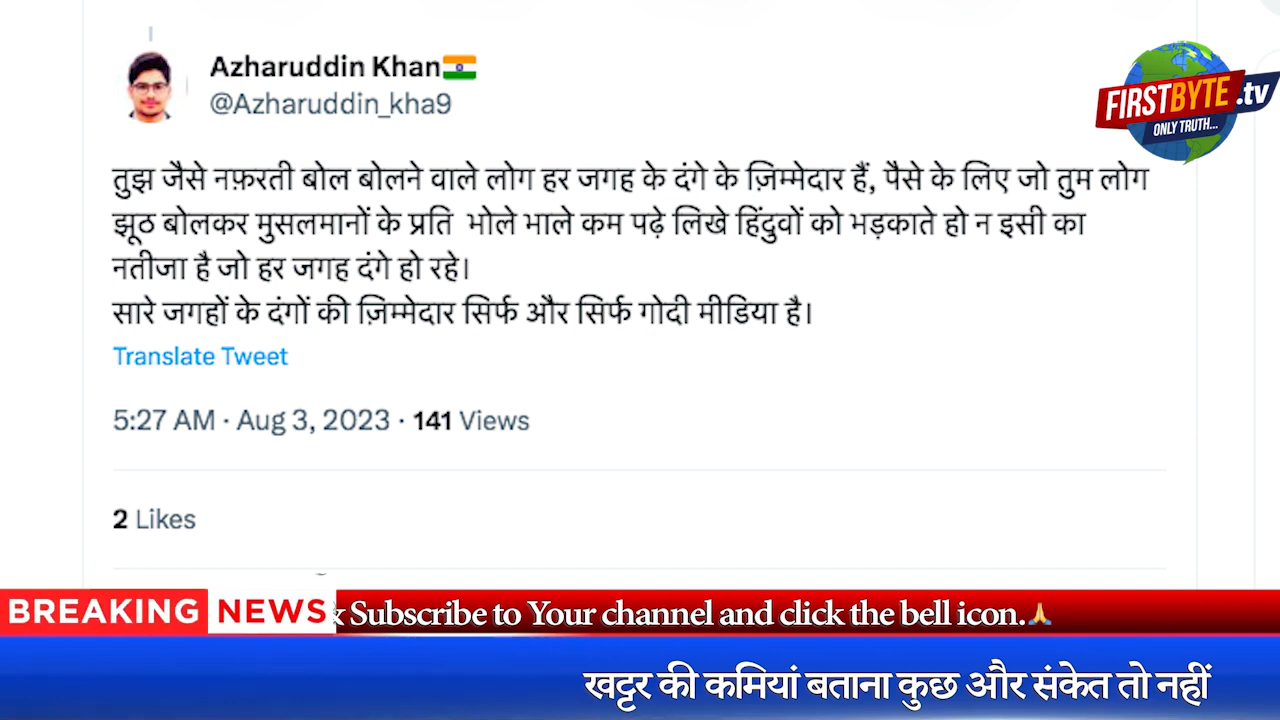 Azharuddin Khan🇮🇳
@Azharuddin_kha9
FIRSTBYTE.tv
ONLY TRUTH...
तुझ जैसे नफ़रती बोल बोलने वाले लोग हर जगह के दंगे के ज़िम्मेदार हैं, पैसे के लिए जो तुम लोग
झूठ बोलकर मुसलमानों के प्रति भोले भाले कम पढ़े लिखे हिंदुवों को भड़काते हो न इसी का
नतीजा है जो हर जगह दंगे हो रहे।
सारे जगहों के दंगों की ज़िम्मेदार सिर्फ और सिर्फ गोदी मीडिया है।
Translate Tweet
5:27 AM · Aug 3, 2023 · 141 Views
2 Likes
BREAKING NEWS & Subscribe to Your channel and click the bell icon.🙏
खट्टर की कमियां बताना कुछ और संकेत तो नहीं